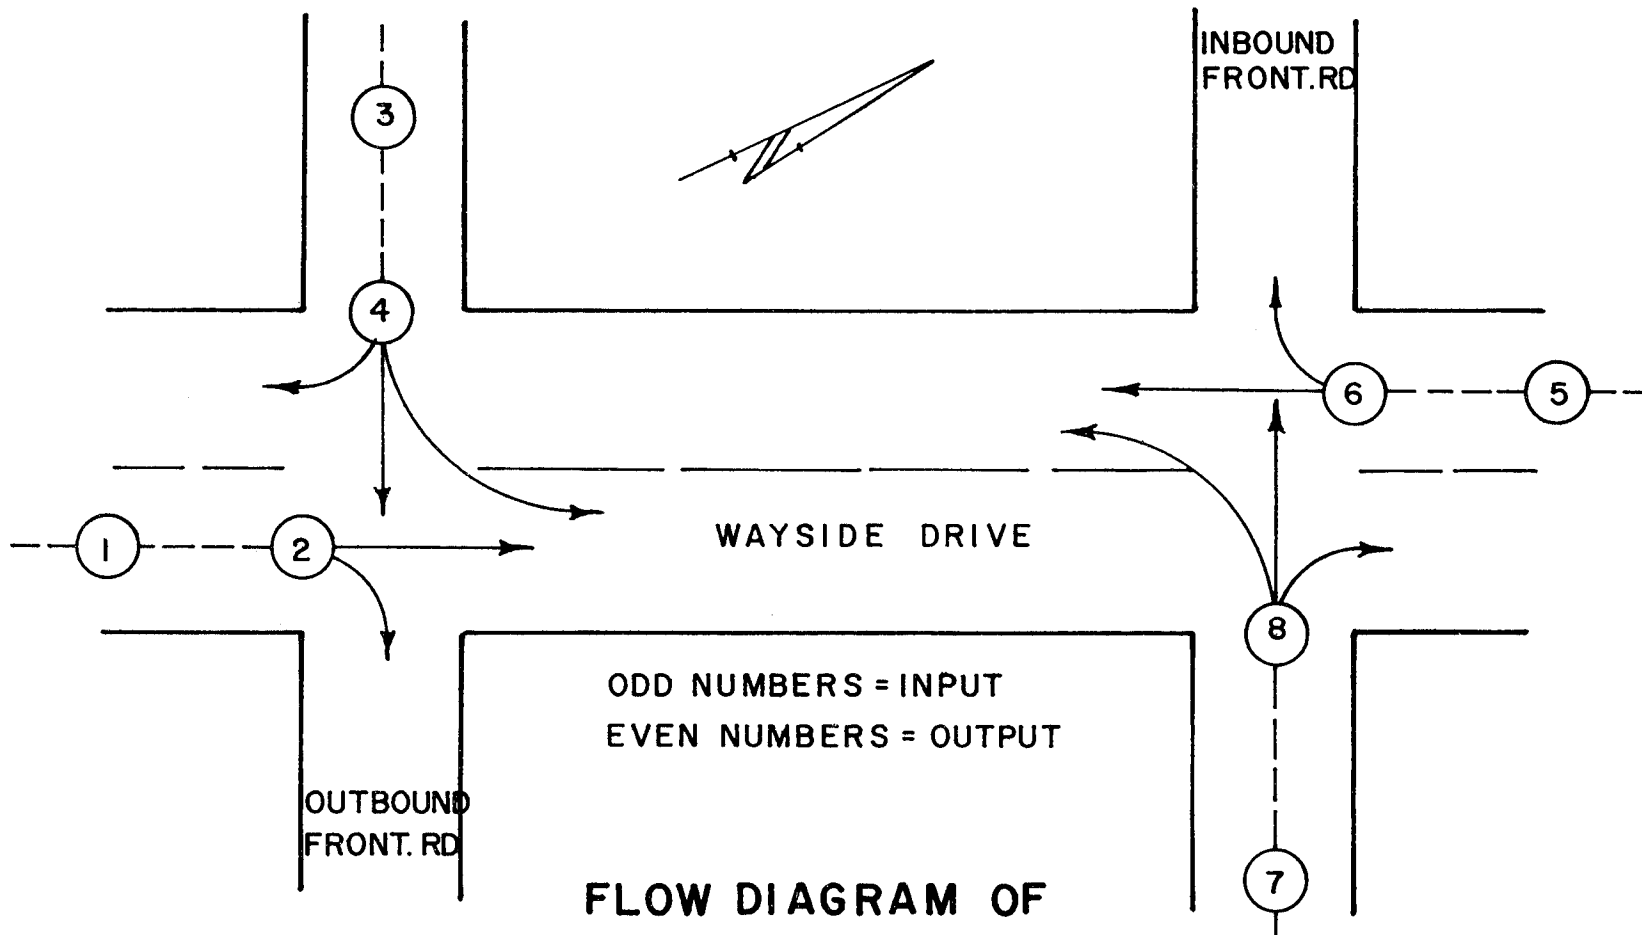 INBOUND
FRONT.RD
3
4
6
5
1
2
WAYSIDE DRIVE
8
ODD NUMBERS = INPUT
EVEN NUMBERS = OUTPUT
OUTBOUND
FRONT. RD
7
FLOW DIAGRAM OF